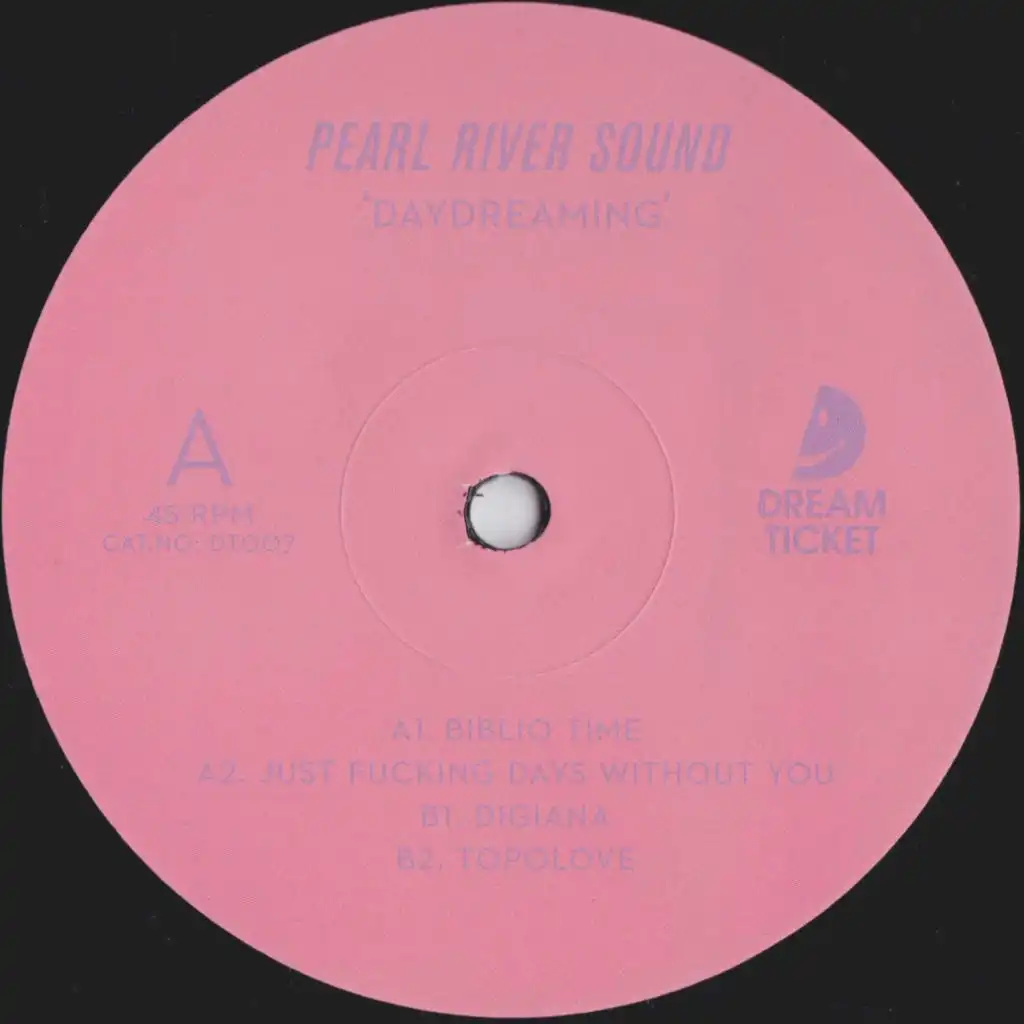 PEARL RIVER SOUND
'DAYDREAMING'
A
45 RPM
CAT.NO: DT007
DREAM
TICKET
A1. BIBLIO TIME
A2. JUST FUCKING DAYS WITHOUT YOU
B1. DIGIANA
B2. TOPOLOVE